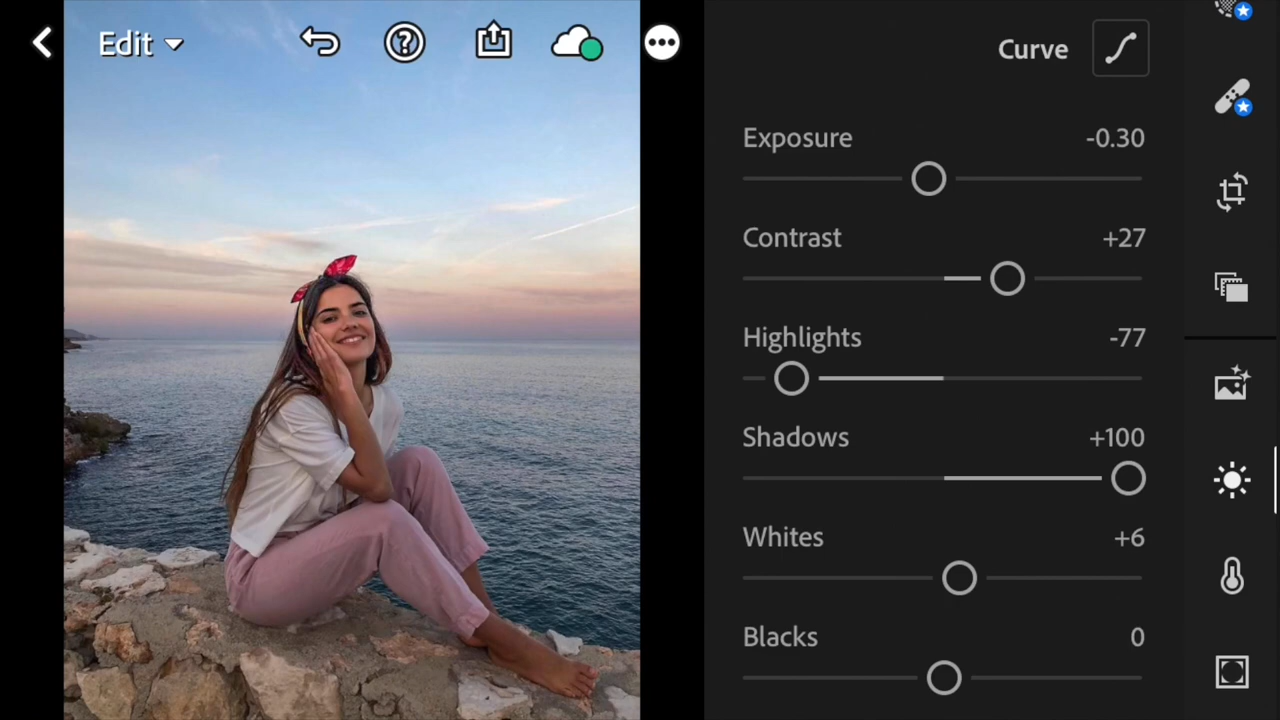 Edit
Curve
Exposure -0.30
Contrast +27
Highlights -77
Shadows +100
Whites +6
Blacks 0